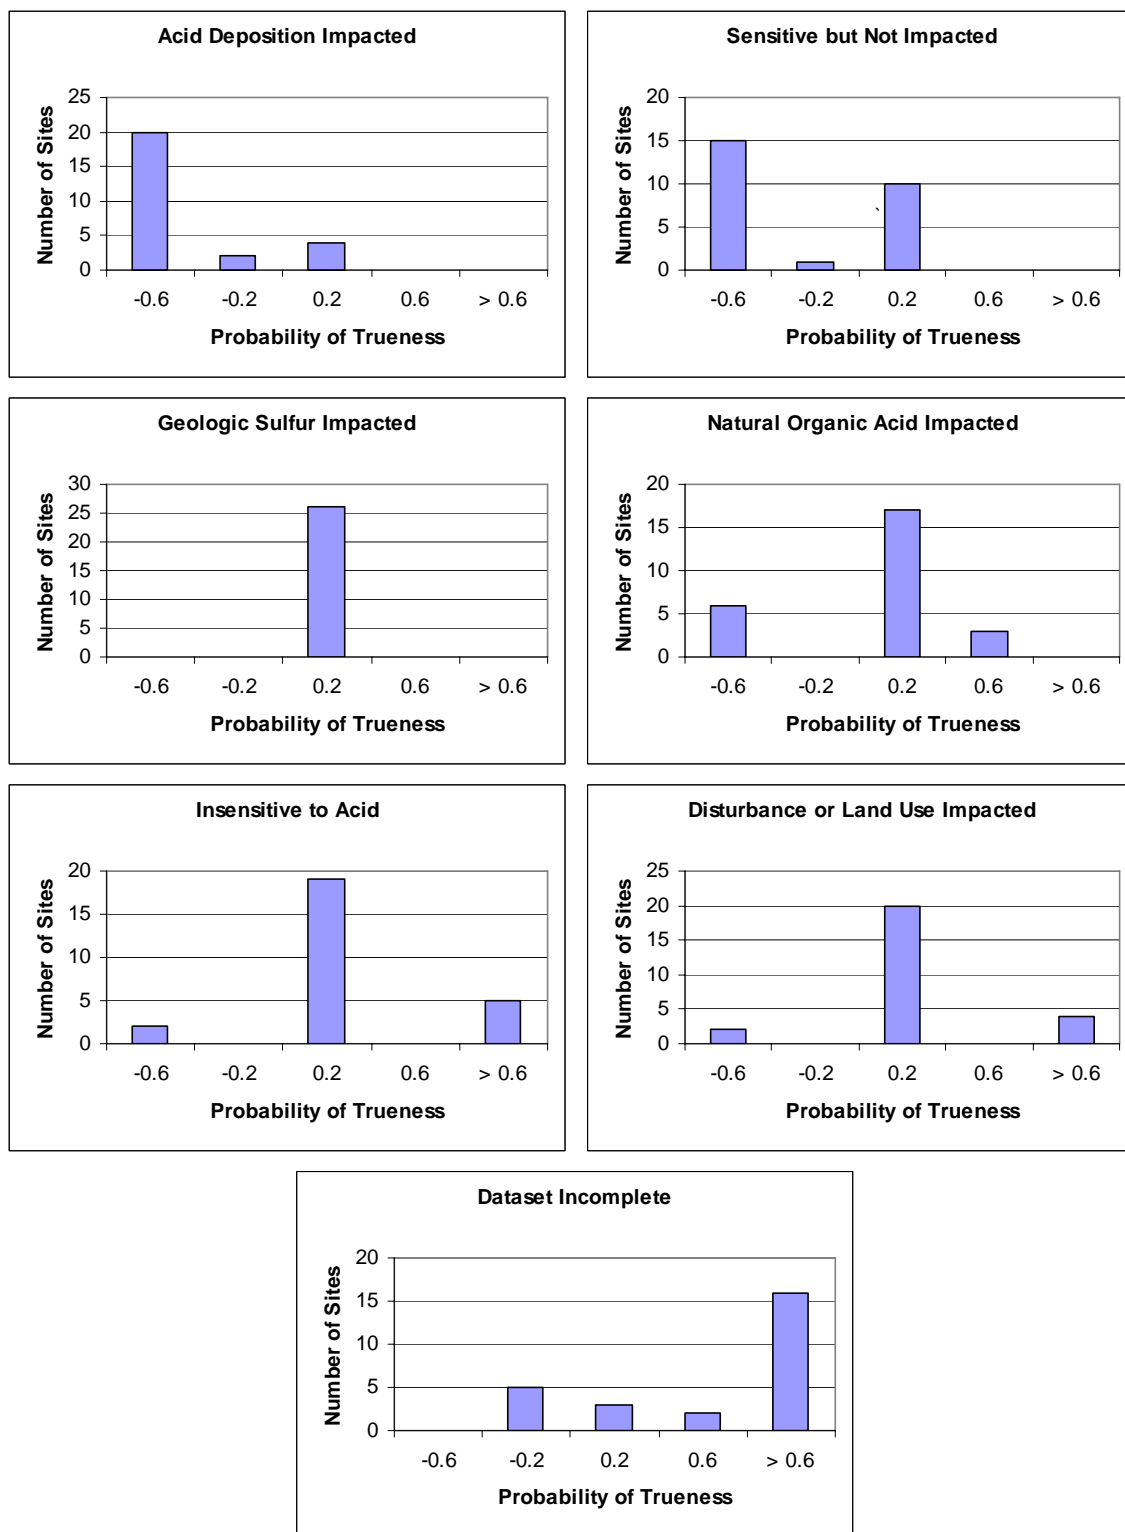 Acid Deposition Impacted
Number of Sites
25
20
15
10
5
0
-0.6 -0.2 0.2 0.6 > 0.6
Probability of Trueness
Sensitive but Not Impacted
Number of Sites
20
15
10
5
0
`
-0.6 -0.2 0.2 0.6 > 0.6
Probability of Trueness
Geologic Sulfur Impacted
Number of Sites
30
25
20
15
10
5
0
-0.6 -0.2 0.2 0.6 > 0.6
Probability of Trueness
Natural Organic Acid Impacted
Number of Sites
20
15
10
5
0
-0.6 -0.2 0.2 0.6 > 0.6
Probability of Trueness
Insensitive to Acid
Number of Sites
20
15
10
5
0
-0.6 -0.2 0.2 0.6 > 0.6
Probability of Trueness
Disturbance or Land Use Impacted
Number of Sites
25
20
15
10
5
0
-0.6 -0.2 0.2 0.6 > 0.6
Probability of Trueness
Dataset Incomplete
Number of Sites
20
15
10
5
0
-0.6 -0.2 0.2 0.6 > 0.6
Probability of Trueness